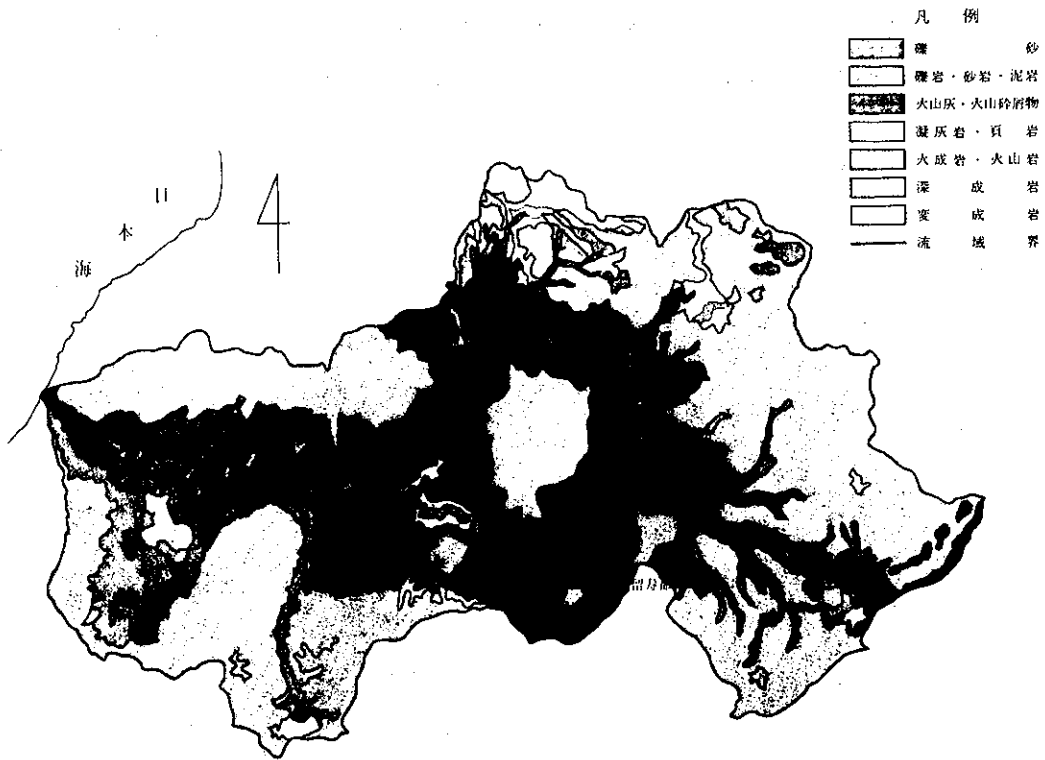 凡例
礫 砂
礫岩・砂岩・泥岩
火山灰・火山砕屑物
凝灰岩・頁岩
火成岩・火山岩
深成岩
変成岩
流域界
日本海